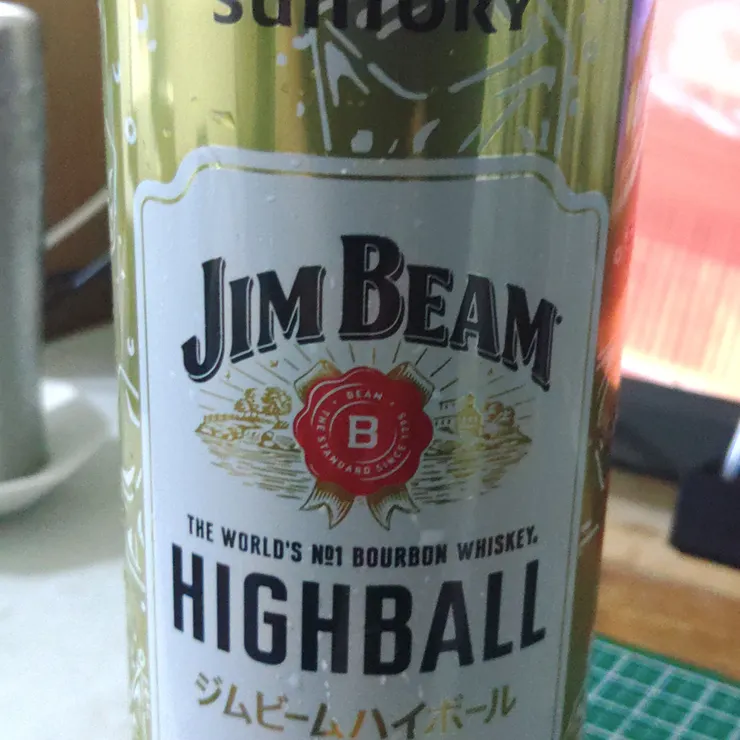 SUNTORY
JIM BEAM
BEAM
B
THE STANDARD SINCE 1795
THE WORLD'S No1 BOURBON WHISKEY.
HIGHBALL
ジムビームハイボール